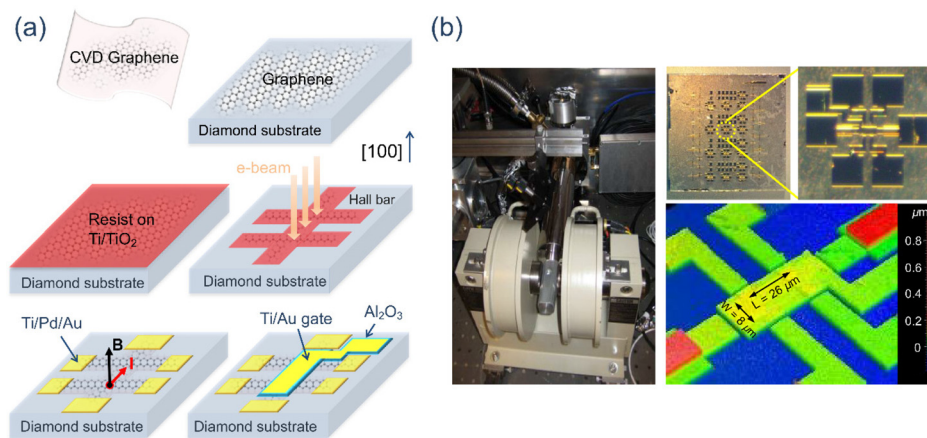 (a)
CVD Graphene
Graphene
Diamond substrate
[100]
e-beam
Resist on
Ti/TiO₂
Hall bar
Diamond substrate
Diamond substrate
Ti/Pd/Au
Ti/Au gate
Al₂O₃
B
I
Diamond substrate
Diamond substrate
(b)
µm
0.8
0.6
0.4
0.2
0
L = 26 µm
W = 8 µm